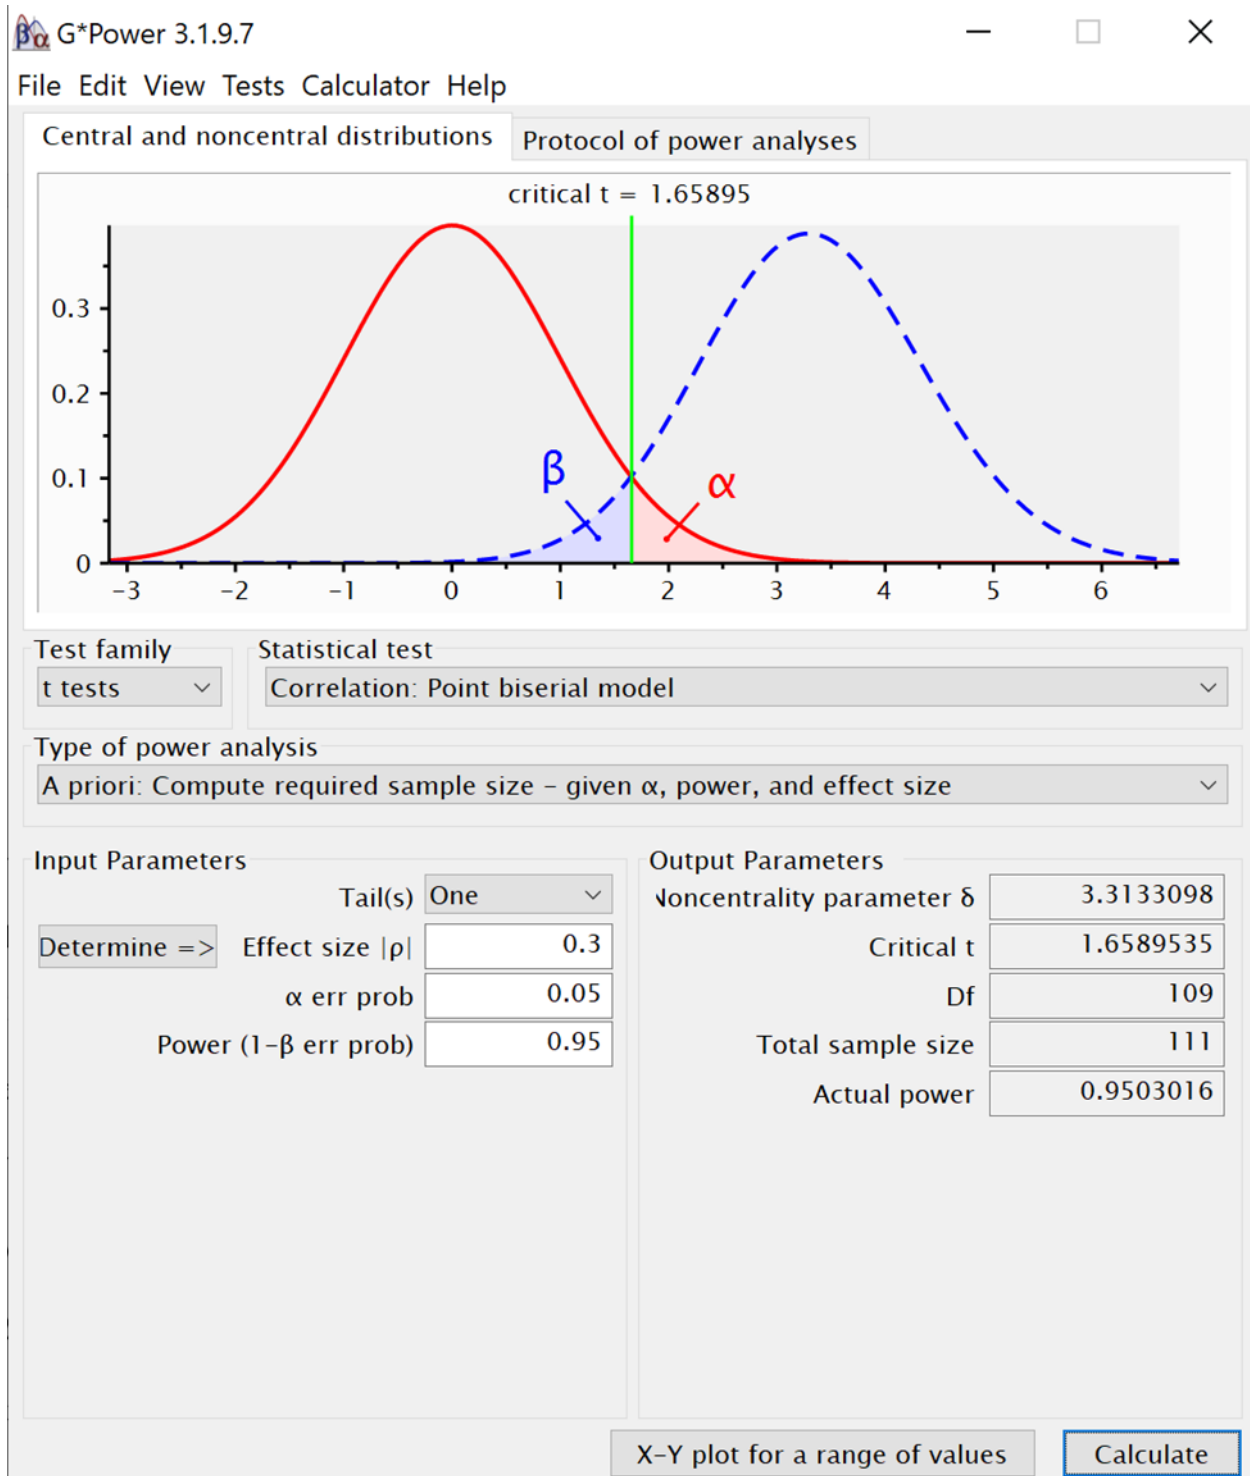 βα G*Power 3.1.9.7
File Edit View Tests Calculator Help
Central and noncentral distributions Protocol of power analyses
critical t = 1.65895
0.3
0.2
0.1
0
β
α
-3 -2 -1 0 1 2 3 4 5 6
Test family Statistical test
t tests Correlation: Point biserial model
Type of power analysis
A priori: Compute required sample size – given α, power, and effect size
Input Parameters Output Parameters
Tail(s) One Noncentrality parameter δ 3.3133098
Determine => Effect size |ρ| 0.3 Critical t 1.6589535
α err prob 0.05 Df 109
Power (1-β err prob) 0.95 Total sample size 111
Actual power 0.9503016
X-Y plot for a range of values Calculate